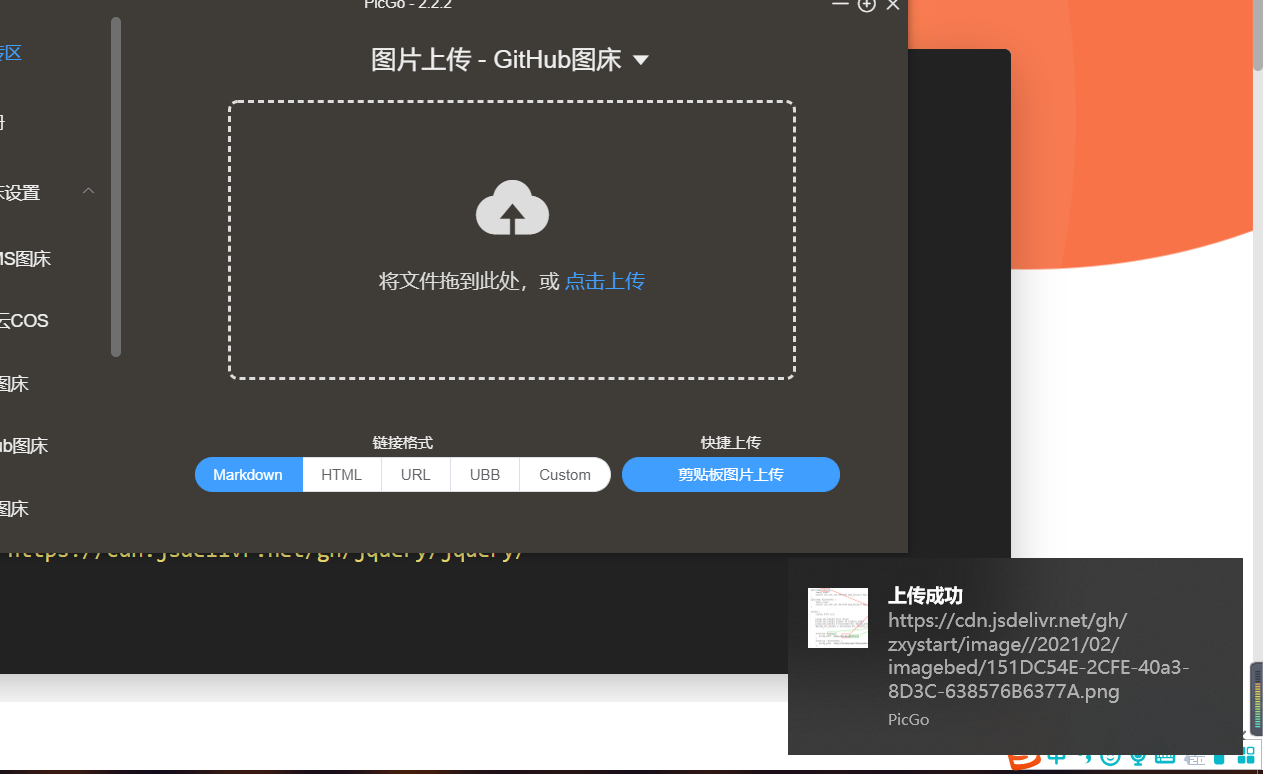 PicGo - 2.2.2
图片上传 - GitHub图床
传区
床设置
MS图床
云COS
图床
ub图床
图床
将文件拖到此处，或 点击上传
链接格式
快捷上传
Markdown
HTML
URL
UBB
Custom
剪贴板图片上传
https://cdn.jsdelivr.net/gh/jquery/jquery/
上传成功
https://cdn.jsdelivr.net/gh/
zxystart/image//2021/02/
imagebed/151DC54E-2CFE-40a3-
8D3C-638576B6377A.png
PicGo
中